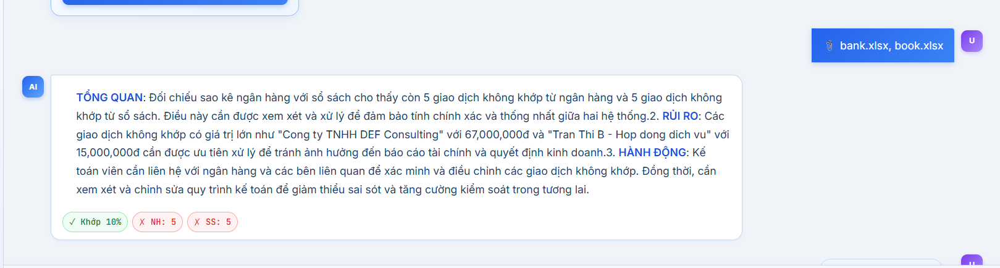 bank.xlsx, book.xlsx
U
AI
TỔNG QUAN: Đối chiếu sao kê ngân hàng với sổ sách cho thấy còn 5 giao dịch không khớp từ ngân hàng và 5 giao dịch không
khớp từ sổ sách. Điều này cần được xem xét và xử lý để đảm bảo tính chính xác và thống nhất giữa hai hệ thống.2. RỦI RO: Các
giao dịch không khớp có giá trị lớn như "Cong ty TNHH DEF Consulting" với 67,000,000đ và "Tran Thi B - Hop dong dich vu" với
15,000,000đ cần được ưu tiên xử lý để tránh ảnh hưởng đến báo cáo tài chính và quyết định kinh doanh.3. HÀNH ĐỘNG: Kế
toán viên cần liên hệ với ngân hàng và các bên liên quan để xác minh và điều chỉnh các giao dịch không khớp. Đồng thời, cần
xem xét và chỉnh sửa quy trình kế toán để giảm thiểu sai sót và tăng cường kiểm soát trong tương lai.
✓ Khớp 10%
✗ NH: 5
✗ SS: 5